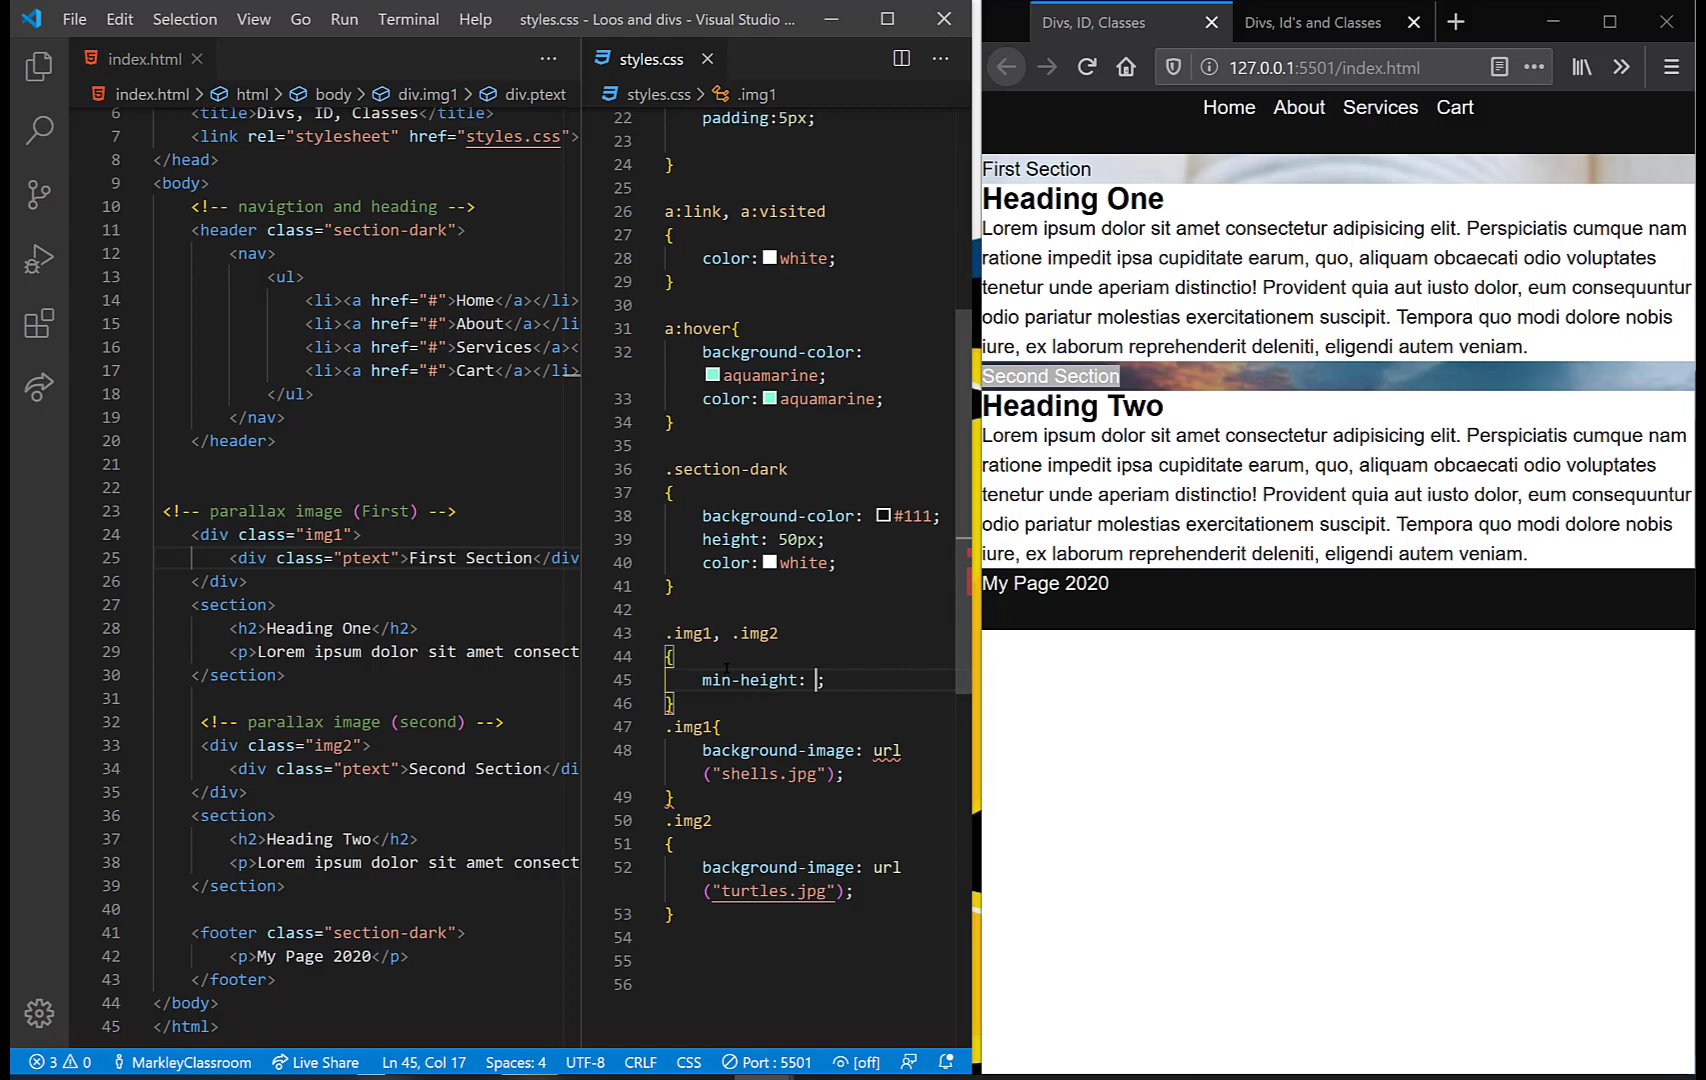 File Edit Selection View Go Run Terminal Help styles.css - Loos and divs - Visual Studio ...
index.html
styles.css
index.html > html > body > div.img1 > div.ptext
styles.css > .img1
6 <title>Divs, ID, Classes</title>
7 <link rel="stylesheet" href="styles.css">
8 </head>
9 <body>
10 <!-- navigtion and heading -->
11 <header class="section-dark">
12 <nav>
13 <ul>
14 <li><a href="#">Home</a></li>
15 <li><a href="#">About</a></li
16 <li><a href="#">Services</a><
17 <li><a href="#">Cart</a></li>
18 </ul>
19 </nav>
20 </header>
21
22
23 <!-- parallax image (First) -->
24 <div class="img1">
25 <div class="ptext">First Section</div
26 </div>
27 <section>
28 <h2>Heading One</h2>
29 <p>Lorem ipsum dolor sit amet consect
30 </section>
31
32 <!-- parallax image (second) -->
33 <div class="img2">
34 <div class="ptext">Second Section</di
35 </div>
36 <section>
37 <h2>Heading Two</h2>
38 <p>Lorem ipsum dolor sit amet consect
39 </section>
40
41 <footer class="section-dark">
42 <p>My Page 2020</p>
43 </footer>
44 </body>
45 </html>
22 padding:5px;
23
24 }
25
26 a:link, a:visited
27 {
28 color: white;
29 }
30
31 a:hover{
32 background-color:
aquamarine;
33 color: aquamarine;
34 }
35
36 .section-dark
37 {
38 background-color: #111;
39 height: 50px;
40 color: white;
41 }
42
43 .img1, .img2
44 {
45 min-height: ;
46 }
47 .img1{
48 background-image: url
("shells.jpg");
49 }
50 .img2
51 {
52 background-image: url
("turtles.jpg");
53 }
54
55
56
3 0 MarkleyClassroom Live Share Ln 45, Col 17 Spaces: 4 UTF-8 CRLF CSS Port : 5501 [off]
Divs, ID, Classes
Divs, Id's and Classes
127.0.0.1:5501/index.html
Home About Services Cart
First Section
Heading One
Lorem ipsum dolor sit amet consectetur adipisicing elit. Perspiciatis cumque nam
ratione impedit ipsa cupiditate earum, quo, aliquam obcaecati odio voluptates
tenetur unde aperiam distinctio! Provident quia aut iusto dolor, eum consequuntur
odio pariatur molestias exercitationem suscipit. Tempora quo modi dolore nobis
iure, ex laborum reprehenderit deleniti, eligendi autem veniam.
Second Section
Heading Two
Lorem ipsum dolor sit amet consectetur adipisicing elit. Perspiciatis cumque nam
ratione impedit ipsa cupiditate earum, quo, aliquam obcaecati odio voluptates
tenetur unde aperiam distinctio! Provident quia aut iusto dolor, eum consequuntur
odio pariatur molestias exercitationem suscipit. Tempora quo modi dolore nobis
iure, ex laborum reprehenderit deleniti, eligendi autem veniam.
My Page 2020